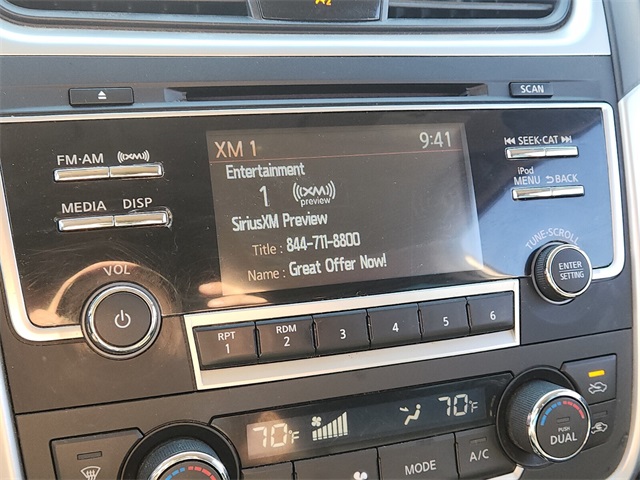 SCAN
XM 1 9:41
Entertainment
1 ((XM)) preview
SiriusXM Preview
Title : 844-711-8800
Name : Great Offer Now!
FM·AM ((XM))
MEDIA DISP
VOL
SEEK·CAT
iPod
MENU BACK
TUNE·SCROLL
ENTER
SETTING
RPT 1 RDM 2 3 4 5 6
70°F 70°F
MODE A/C
PUSH
DUAL